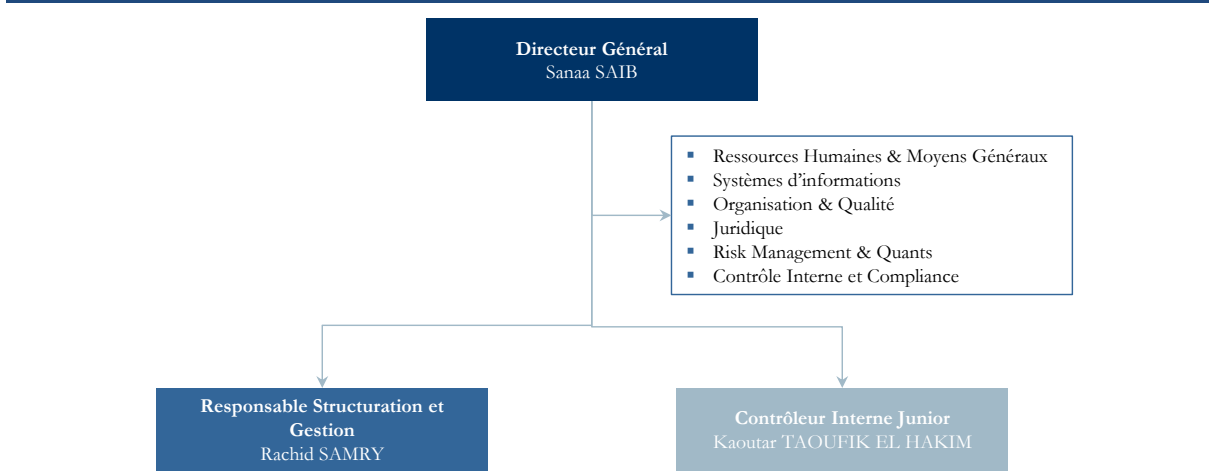 Directeur Général
Sanaa SAIB
▪ Ressources Humaines & Moyens Généraux
▪ Systèmes d’informations
▪ Organisation & Qualité
▪ Juridique
▪ Risk Management & Quants
▪ Contrôle Interne et Compliance
Responsable Structuration et
Gestion
Rachid SAMRY
Contrôleur Interne Junior
Kaoutar TAOUFIK EL HAKIM